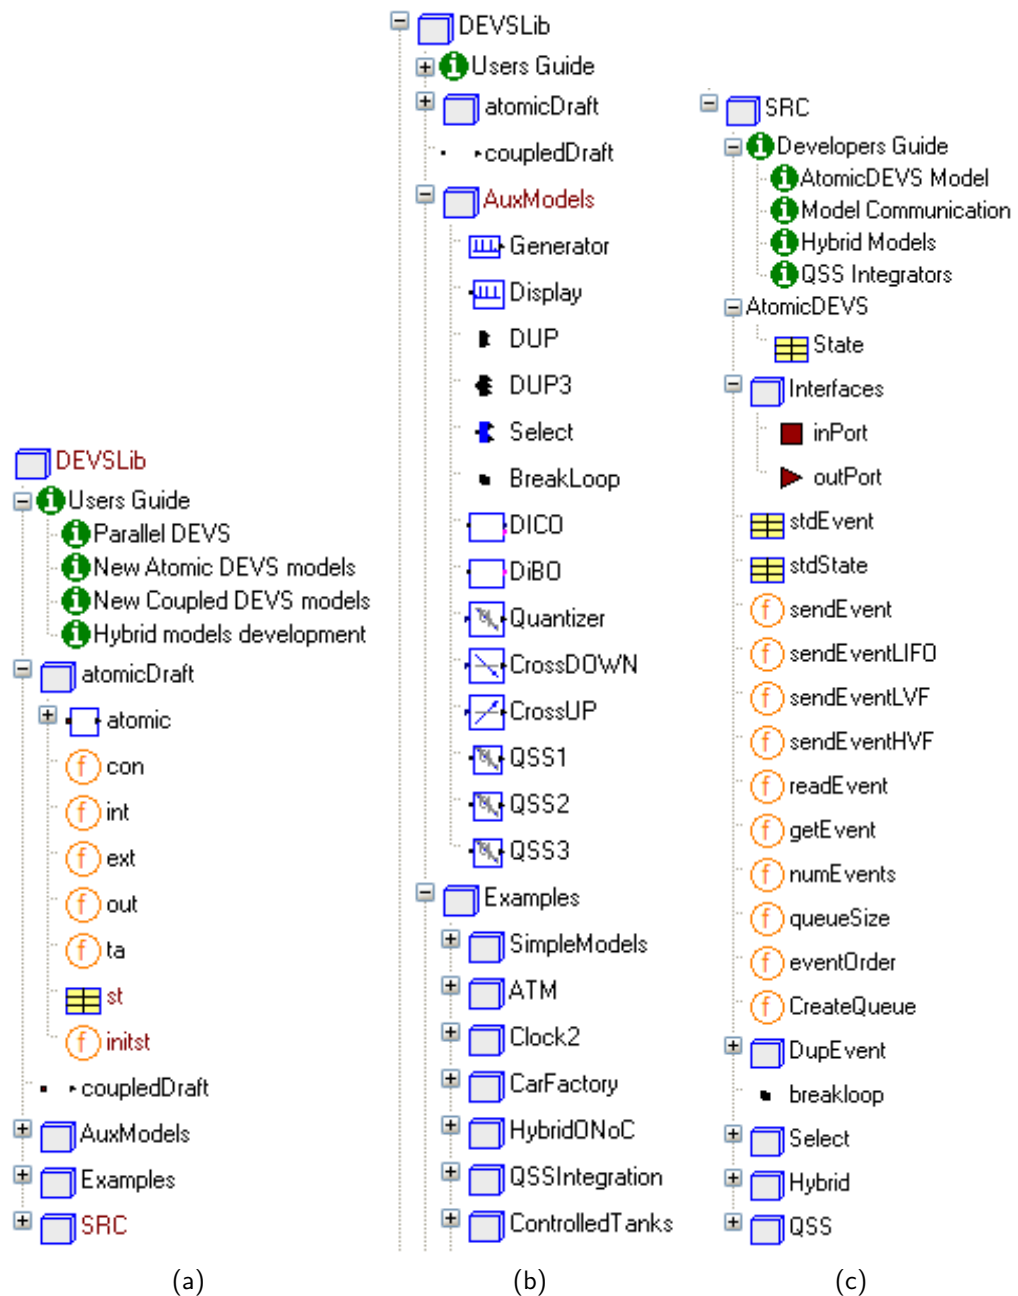 DEVSLib
Users Guide
Parallel DEVS
New Atomic DEVS models
New Coupled DEVS models
Hybrid models development
atomicDraft
atomic
con
int
ext
out
ta
st
initst
coupledDraft
AuxModels
Examples
SRC
(a)
DEVSLib
Users Guide
atomicDraft
coupledDraft
AuxModels
Generator
Display
DUP
DUP3
Select
BreakLoop
DICO
DiBO
Quantizer
CrossDOWN
CrossUP
QSS1
QSS2
QSS3
Examples
SimpleModels
ATM
Clock2
CarFactory
HybridONoC
QSSIntegration
ControlledTanks
(b)
SRC
Developers Guide
AtomicDEVS Model
Model Communication
Hybrid Models
QSS Integrators
AtomicDEVS
State
Interfaces
inPort
outPort
stdEvent
stdState
sendEvent
sendEventLIFO
sendEventLVF
sendEventHVF
readEvent
getEvent
numEvents
queueSize
eventOrder
CreateQueue
DupEvent
breakloop
Select
Hybrid
QSS
(c)